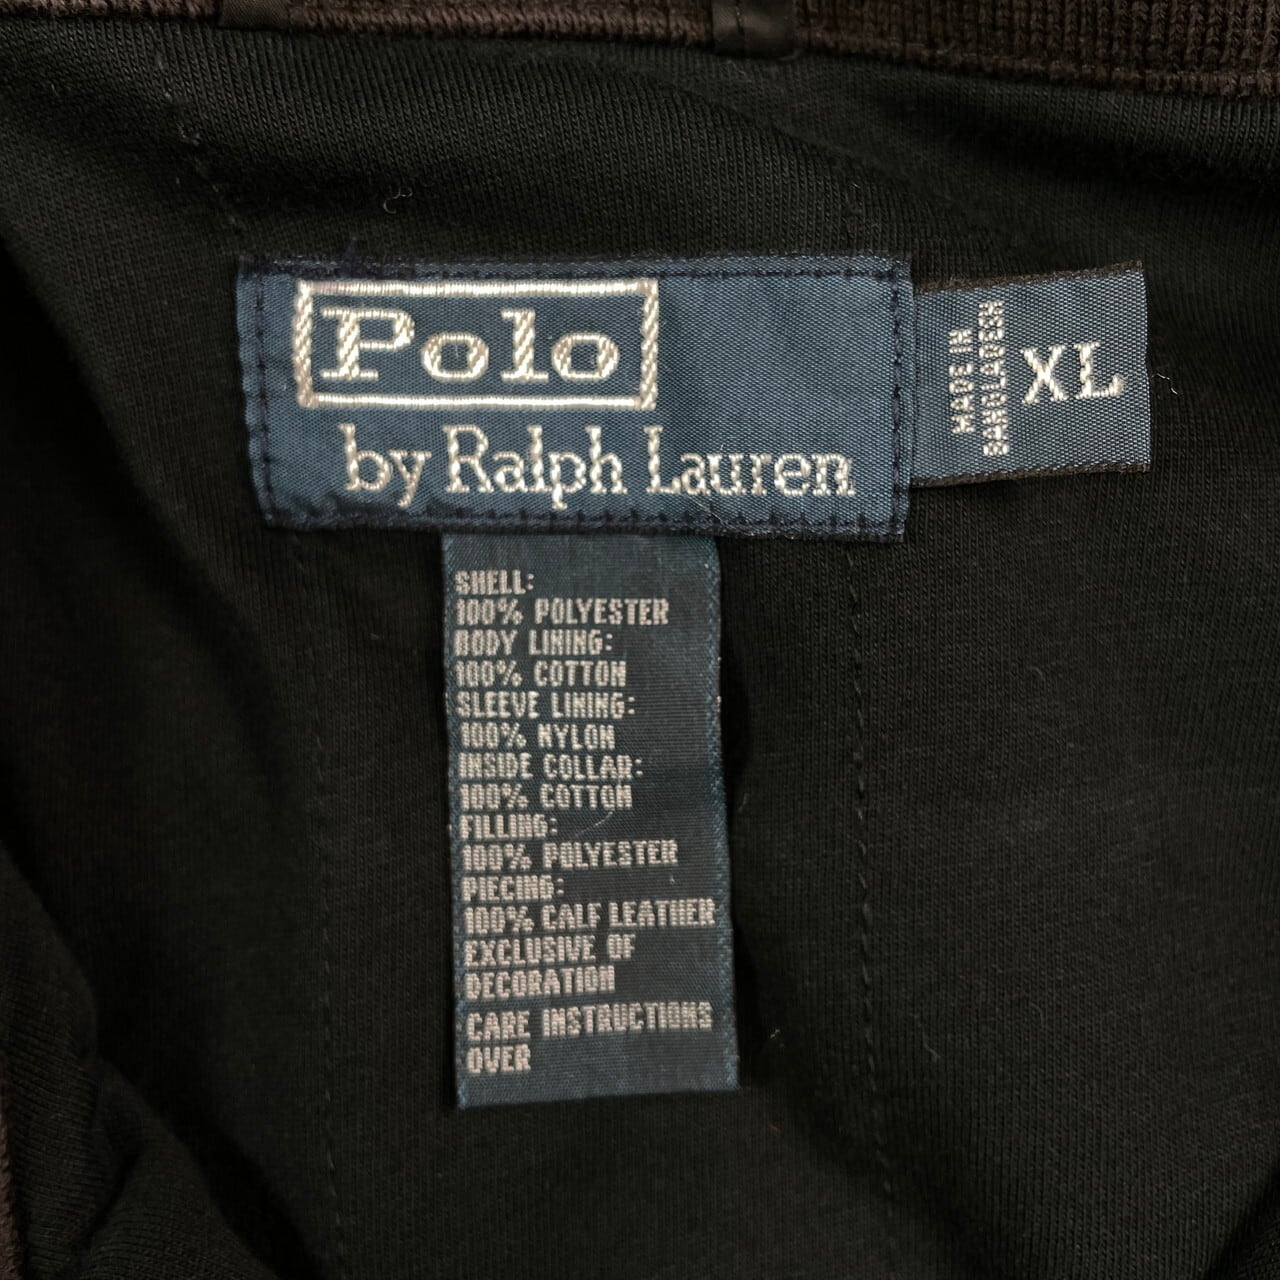 Polo
by Ralph Lauren
MADE IN
BANGLADESH
XL
SHELL:
100% POLYESTER
BODY LINING:
100% COTTON
SLEEVE LINING:
100% NYLON
INSIDE COLLAR:
100% COTTON
FILLING:
100% POLYESTER
PIECING:
100% CALF LEATHER
EXCLUSIVE OF
DECORATION
CARE INSTRUCTIONS
OVER